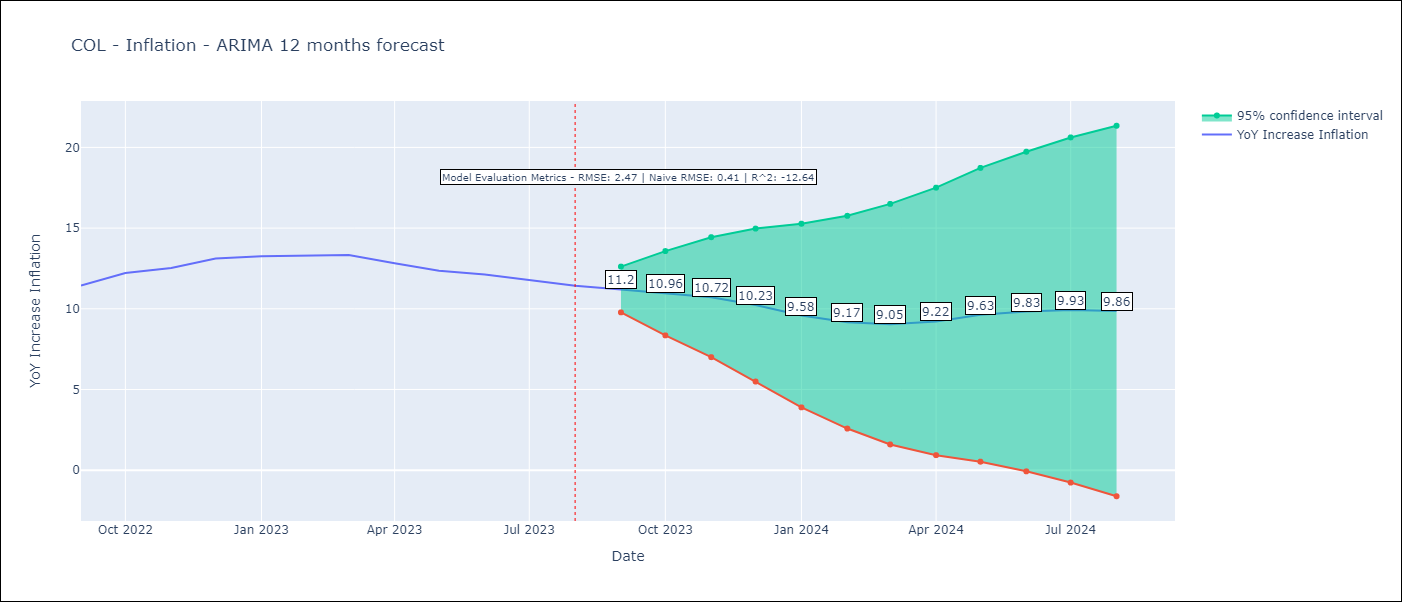 COL - Inflation - ARIMA 12 months forecast
95% confidence interval
YoY Increase Inflation
Model Evaluation Metrics - RMSE: 2.47 | Naive RMSE: 0.41 | R^2: -12.64
YoY Increase Inflation
20
15
10
5
0
11.2
10.96
10.72
10.23
9.58
9.17
9.05
9.22
9.63
9.83
9.93
9.86
Oct 2022
Jan 2023
Apr 2023
Jul 2023
Oct 2023
Jan 2024
Apr 2024
Jul 2024
Date